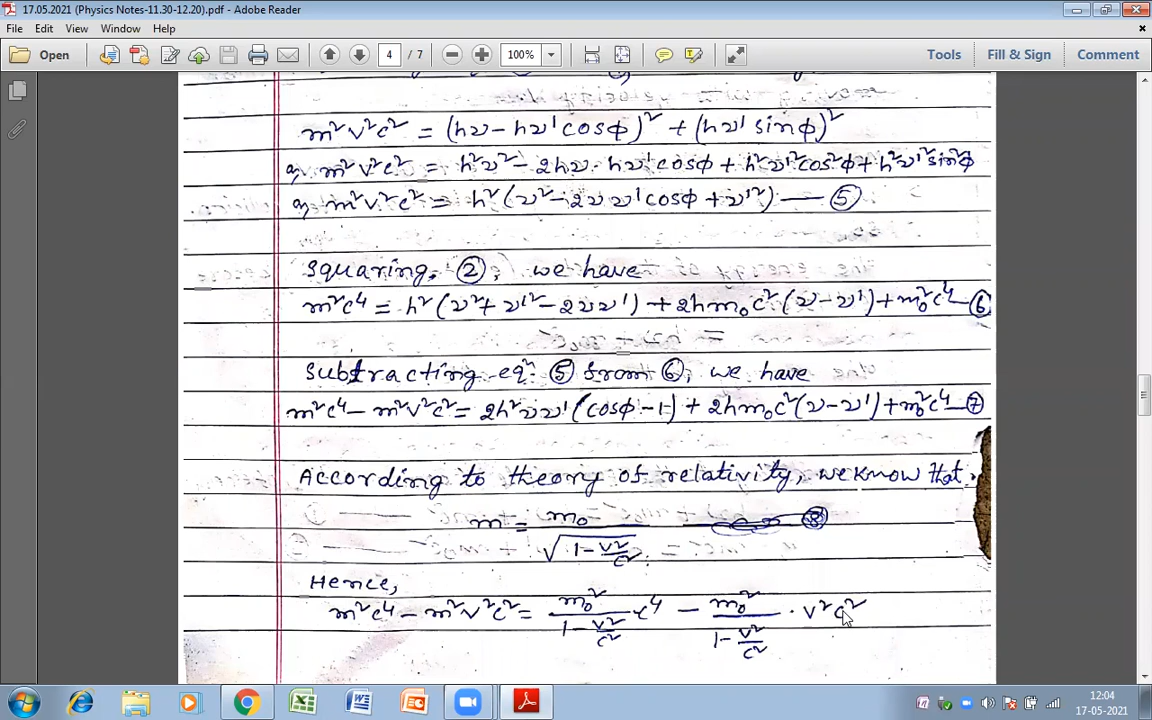 17.05.2021 (Physics Notes-11.30-12.20).pdf - Adobe Reader
File Edit View Window Help
Open 4 / 7 100% Tools Fill & Sign Comment
m²v²c² = (hν-hν' cosϕ)² + (hν' sinϕ)²
m²v²c² = h²ν² - 2hν. hν' cosϕ + h²ν'² cos²ϕ + h²ν'² sin²ϕ
m²v²c² = h²(ν² - 2νν' cosϕ + ν'²) — ⑤
Squaring, ②, we have
m²c⁴ = h²(ν² + ν'² - 2νν') + 2hm₀c²(ν-ν') + m₀²c⁴ — ⑥
Subtracting eqⁿ. ⑤ from ⑥, we have
m²c⁴ - m²v²c² = 2h²νν'(cosϕ-1) + 2hm₀c²(ν-ν') + m₀²c⁴ — ⑦
According to theory of relativity, we know that,
m = m₀ / √(1 - v²/c²) ⑧
Hence,
m²c⁴ - m²v²c² = m₀² / (1 - v²/c²) × c⁴ - m₀² / (1 - v²/c²) · v²c²
12:04
17-05-2021